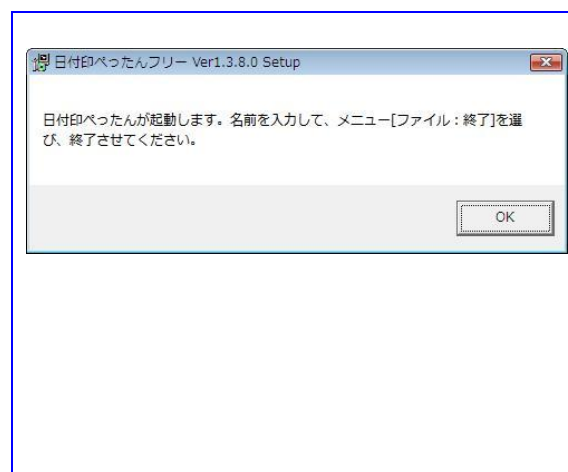 日付印ぺったんフリー Ver1.3.8.0 Setup
日付印ぺったんが起動します。名前を入力して、メニュー[ファイル：終了]を選
び、終了させてください。
OK